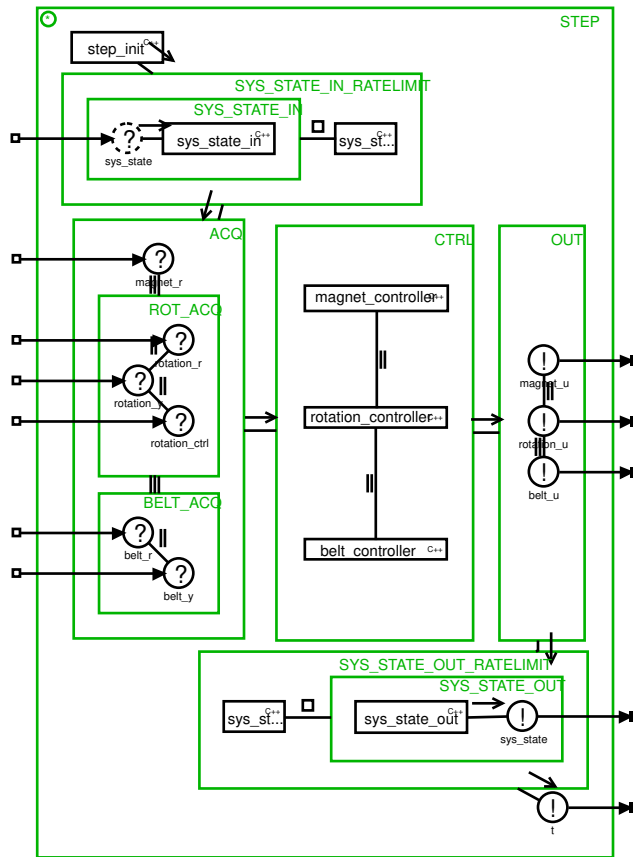 *
STEP
step_init
C++
SYS_STATE_IN_RATELIMIT
SYS_STATE_IN
?
sys_state
sys_state_in
C++
sys_st...
C++
ACQ
CTRL
OUT
?
magnet_r
ROT_ACQ
?
rotation_r
?
rotation_y
?
rotation_ctrl
BELT_ACQ
?
belt_r
?
belt_y
magnet_controller
C++
rotation_controller
C++
belt_controller
C++
!
magnet_u
!
rotation_u
!
belt_u
SYS_STATE_OUT_RATELIMIT
SYS_STATE_OUT
sys_st...
C++
sys_state_out
C++
!
sys_state
!
t